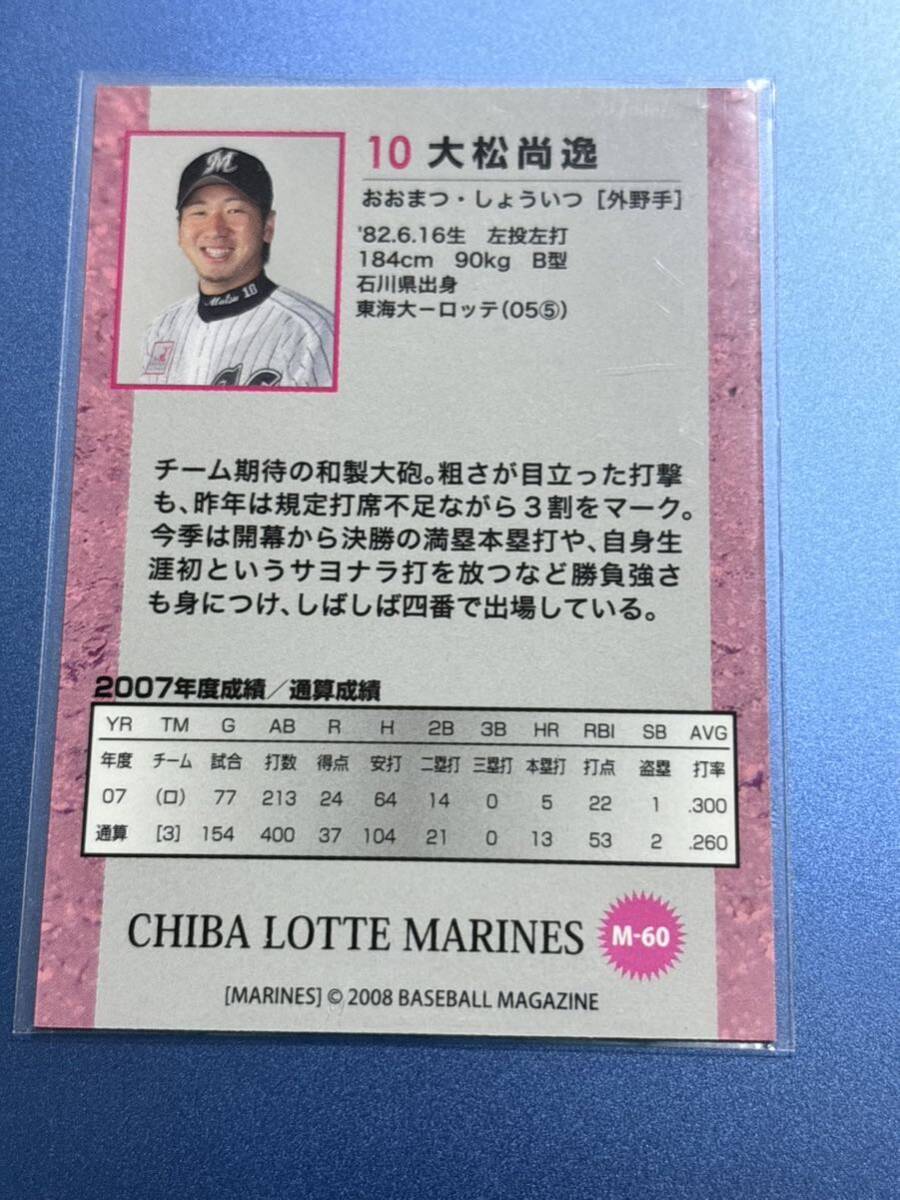 10 大松尚逸
おおまつ・しょういつ [外野手]
'82.6.16生 左投左打
184cm 90kg B型
石川県出身
東海大ーロッテ(05⑤)
M
Matsu 10
チーム期待の和製大砲。粗さが目立った打撃
も、昨年は規定打席不足ながら3割をマーク。
今季は開幕から決勝の満塁本塁打や、自身生
涯初というサヨナラ打を放つなど勝負強さ
も身につけ、しばしば四番で出場している。
2007年度成績/通算成績
YR TM G AB R H 2B 3B HR RBI SB AVG
年度 チーム 試合 打数 得点 安打 二塁打 三塁打 本塁打 打点 盗塁 打率
07 (ロ) 77 213 24 64 14 0 5 22 1 .300
通算 [3] 154 400 37 104 21 0 13 53 2 .260
CHIBA LOTTE MARINES M-60
[MARINES] © 2008 BASEBALL MAGAZINE